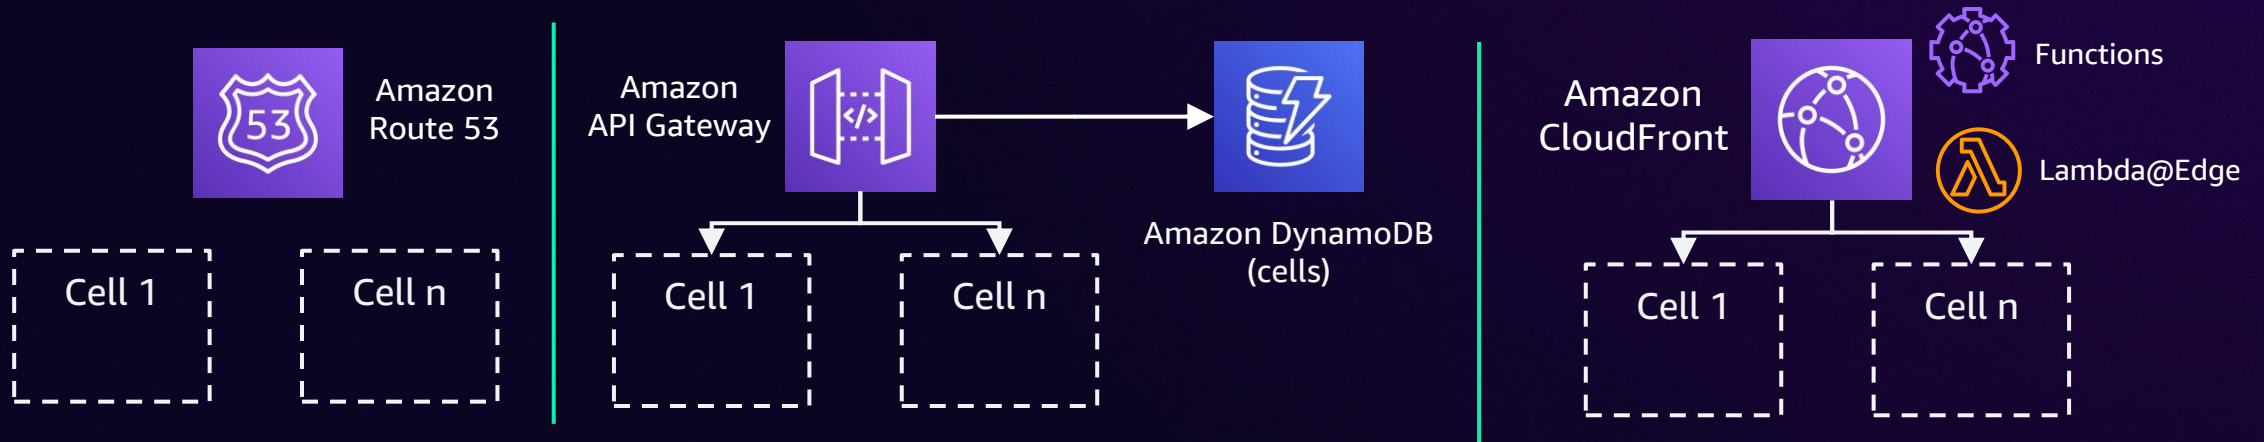 53
Amazon
Route 53
Cell 1
Cell n
Amazon
API Gateway
</>
Amazon DynamoDB
(cells)
Cell 1
Cell n
Amazon
CloudFront
Functions
Lambda@Edge
Cell 1
Cell n